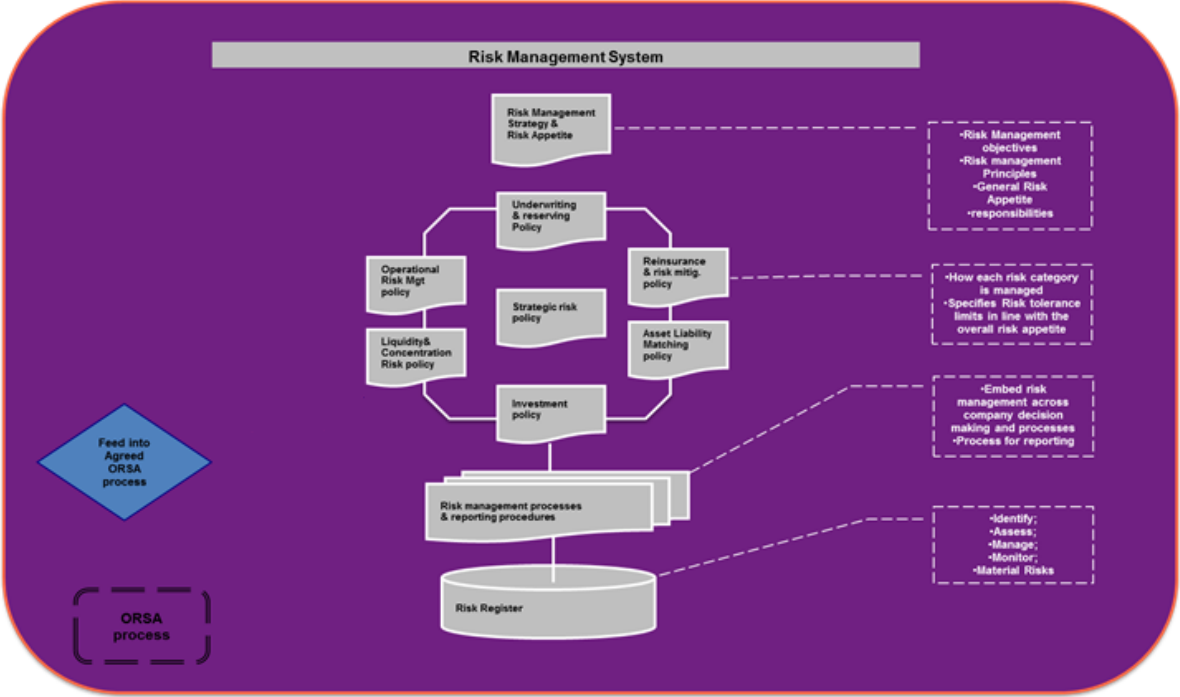 Risk Management System
Risk Management
Strategy &
Risk Appetite
•Risk Management
objectives
•Risk management
Principles
•General Risk
Appetite
•responsibilities
Underwriting
& reserving
Policy
Operational
Risk Mgt
policy
Reinsurance
& risk mitig.
policy
•How each risk category
is managed
•Specifies Risk tolerance
limits in line with the
overall risk appetite
Strategic risk
policy
Liquidity&
Concentration
Risk policy
Asset Liability
Matching
policy
Investment
policy
•Embed risk
management across
company decision
making and processes
•Process for reporting
Feed into
Agreed
ORSA
process
Risk management processes
& reporting procedures
•Identify;
•Assess;
•Manage;
•Monitor;
•Material Risks
Risk Register
ORSA
process